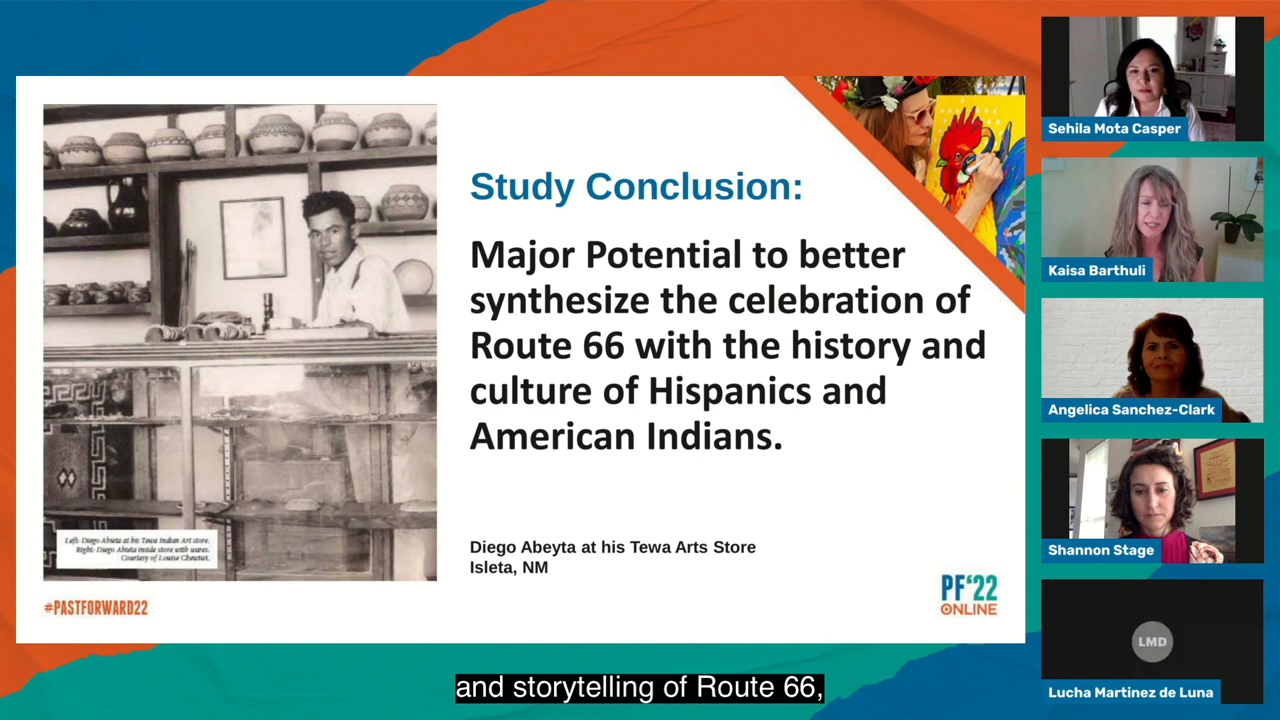 Study Conclusion:
Major Potential to better
synthesize the celebration of
Route 66 with the history and
culture of Hispanics and
American Indians.
Left: Diego Abieta at his Tewa Indian Art store.
Right: Diego Abieta inside store with wares.
Courtesy of Louise Chewiwi.
Diego Abeyta at his Tewa Arts Store
Isleta, NM
#PASTFORWARD22
PF‘22
ONLINE
Sehila Mota Casper
Kaisa Barthuli
Angelica Sanchez-Clark
Shannon Stage
LMD
Lucha Martinez de Luna
and storytelling of Route 66,